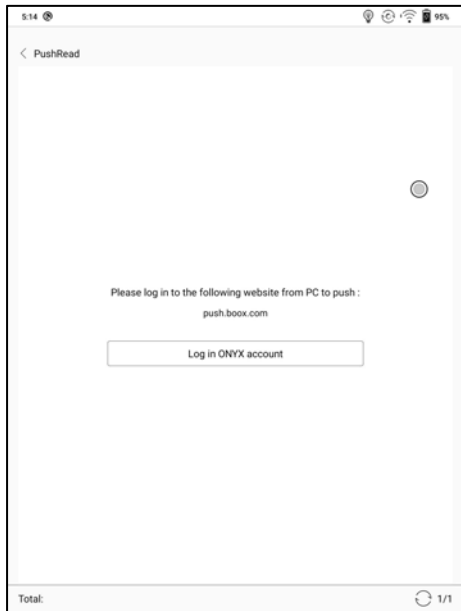 5:14 95%
PushRead
Please log in to the following website from PC to push :
push.boox.com
Log in ONYX account
Total: 1/1